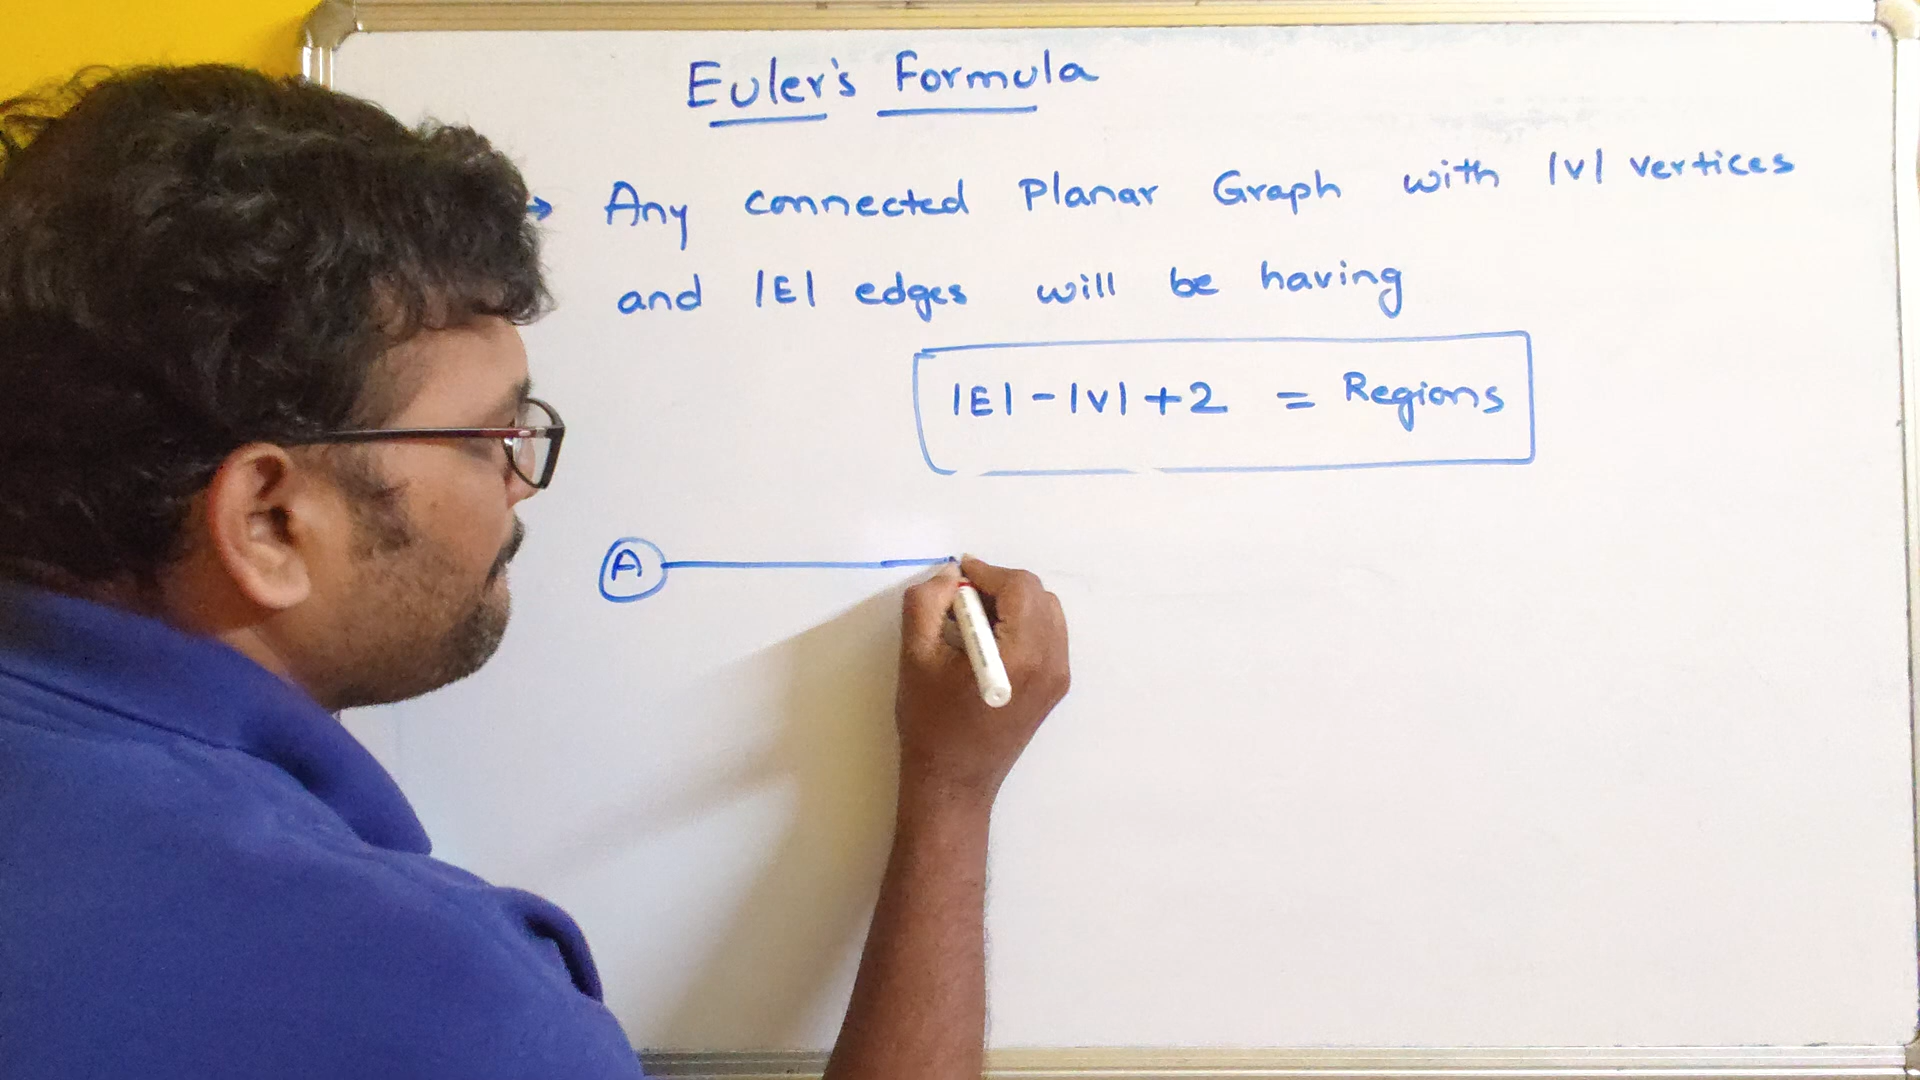 Euler's Formula
→ Any connected Planar Graph with |V| vertices
and |E| edges will be having
|E| - |V| + 2 = Regions
A